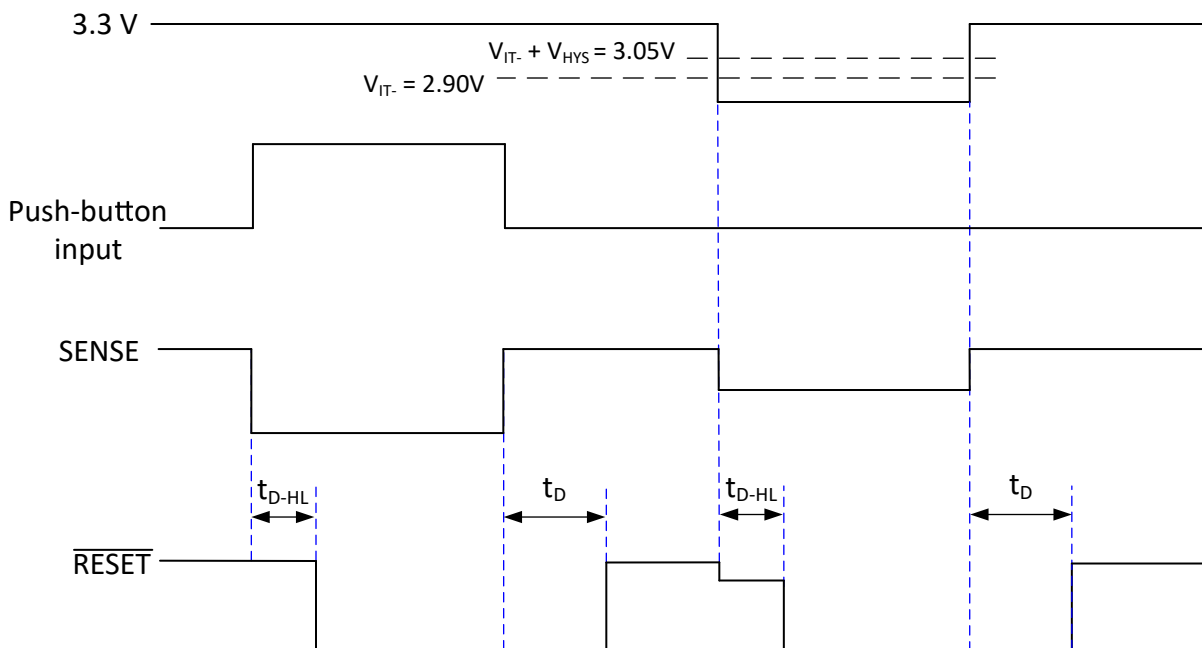 3.3 V
V_IT- + V_HYS = 3.05V
V_IT- = 2.90V
Push-button
input
SENSE
t_D-HL
t_D
t_D-HL
t_D
R̅E̅S̅E̅T̅